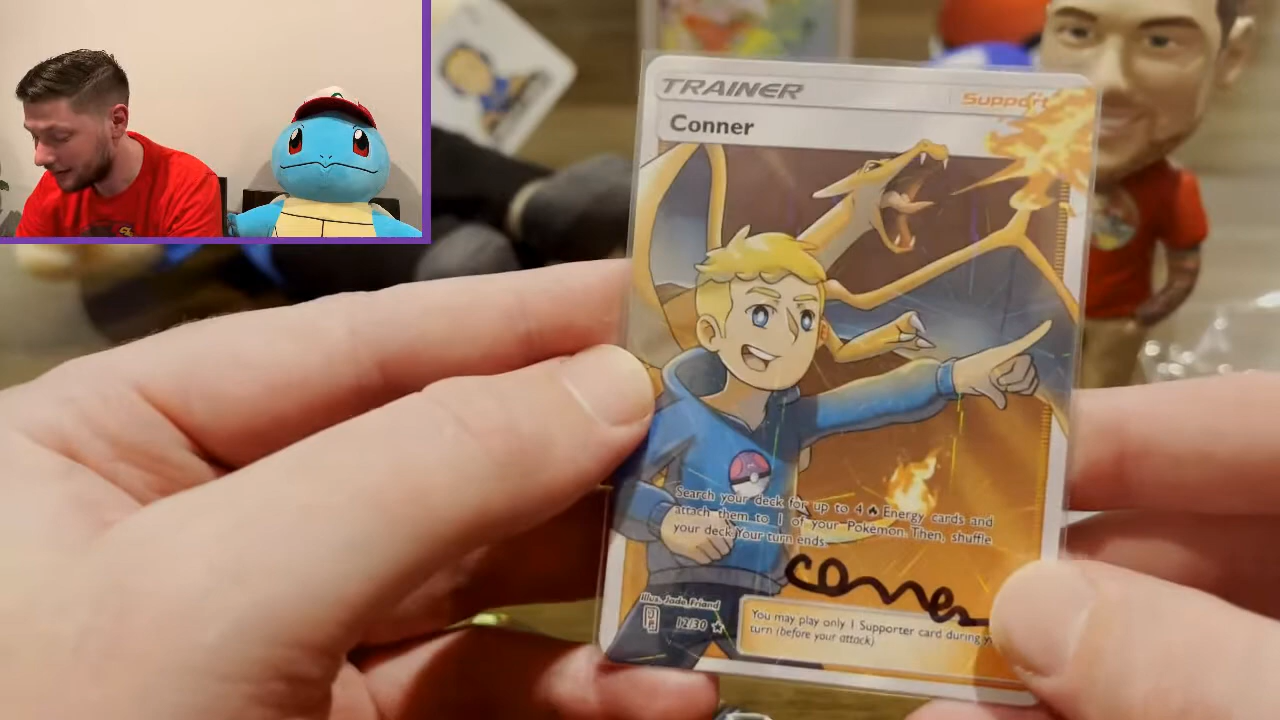 TRAINER
Support
Conner
Search your deck for up to 4 Energy cards and
attach them to 1 of your Pokemon. Then, shuffle
your deck. Your turn ends.
Conner
Illus. Jade Friend
12/30
You may play only 1 Supporter card during
turn (before your attack)